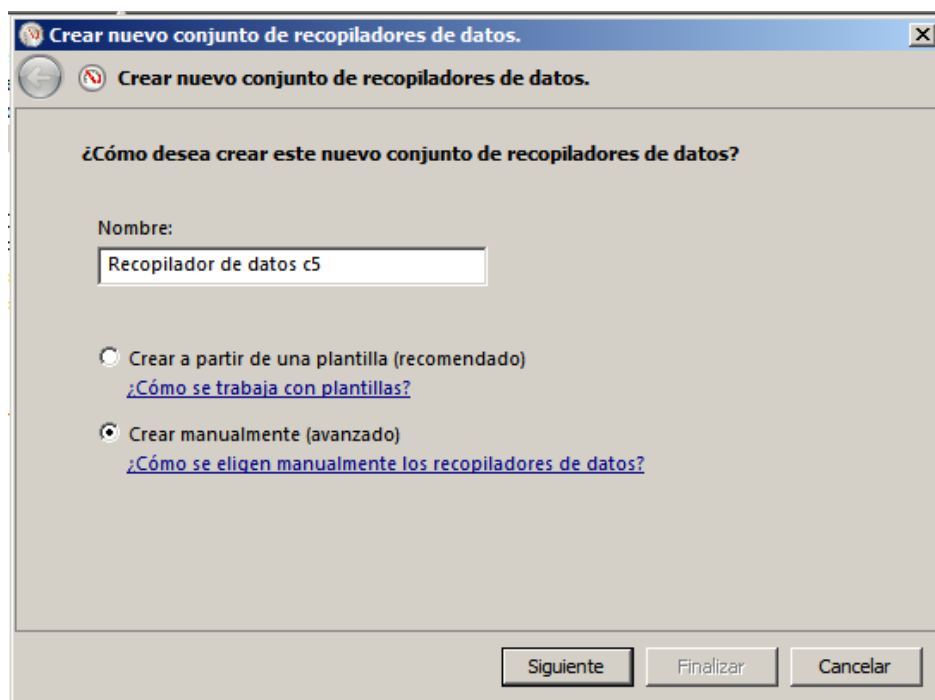 Crear nuevo conjunto de recopiladores de datos.
Crear nuevo conjunto de recopiladores de datos.
¿Cómo desea crear este nuevo conjunto de recopiladores de datos?
Nombre:
Recopilador de datos c5
Crear a partir de una plantilla (recomendado)
¿Cómo se trabaja con plantillas?
Crear manualmente (avanzado)
¿Cómo se eligen manualmente los recopiladores de datos?
Siguiente Finalizar Cancelar